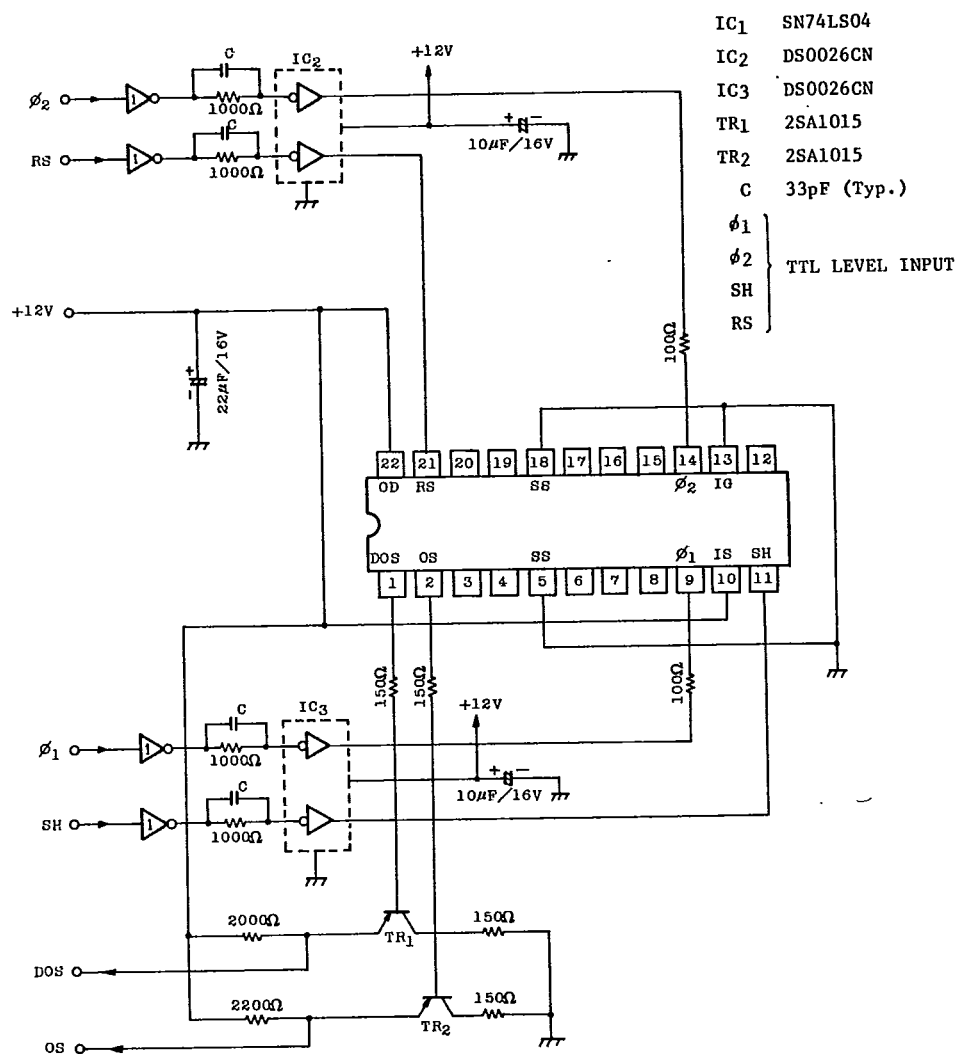 IC1 SN74LS04
IC2 DS0026CN
IC3 DS0026CN
TR1 2SA1015
TR2 2SA1015
C 33pF (Typ.)
ϕ1
ϕ2
SH
RS
TTL LEVEL INPUT
C
IC2
+12V
ϕ2
1
1000Ω
C
10μF/16V
RS
1
1000Ω
+12V
22μF/16V
100Ω
22 21 20 19 18 17 16 15 14 13 12
OD RS SS ϕ2 IG
DOS OS SS ϕ1 IS SH
1 2 3 4 5 6 7 8 9 10 11
150Ω
150Ω
100Ω
C
IC3
+12V
ϕ1
1
1000Ω
C
10μF/16V
SH
1
1000Ω
2000Ω
TR1
150Ω
DOS
2200Ω
TR2
150Ω
OS